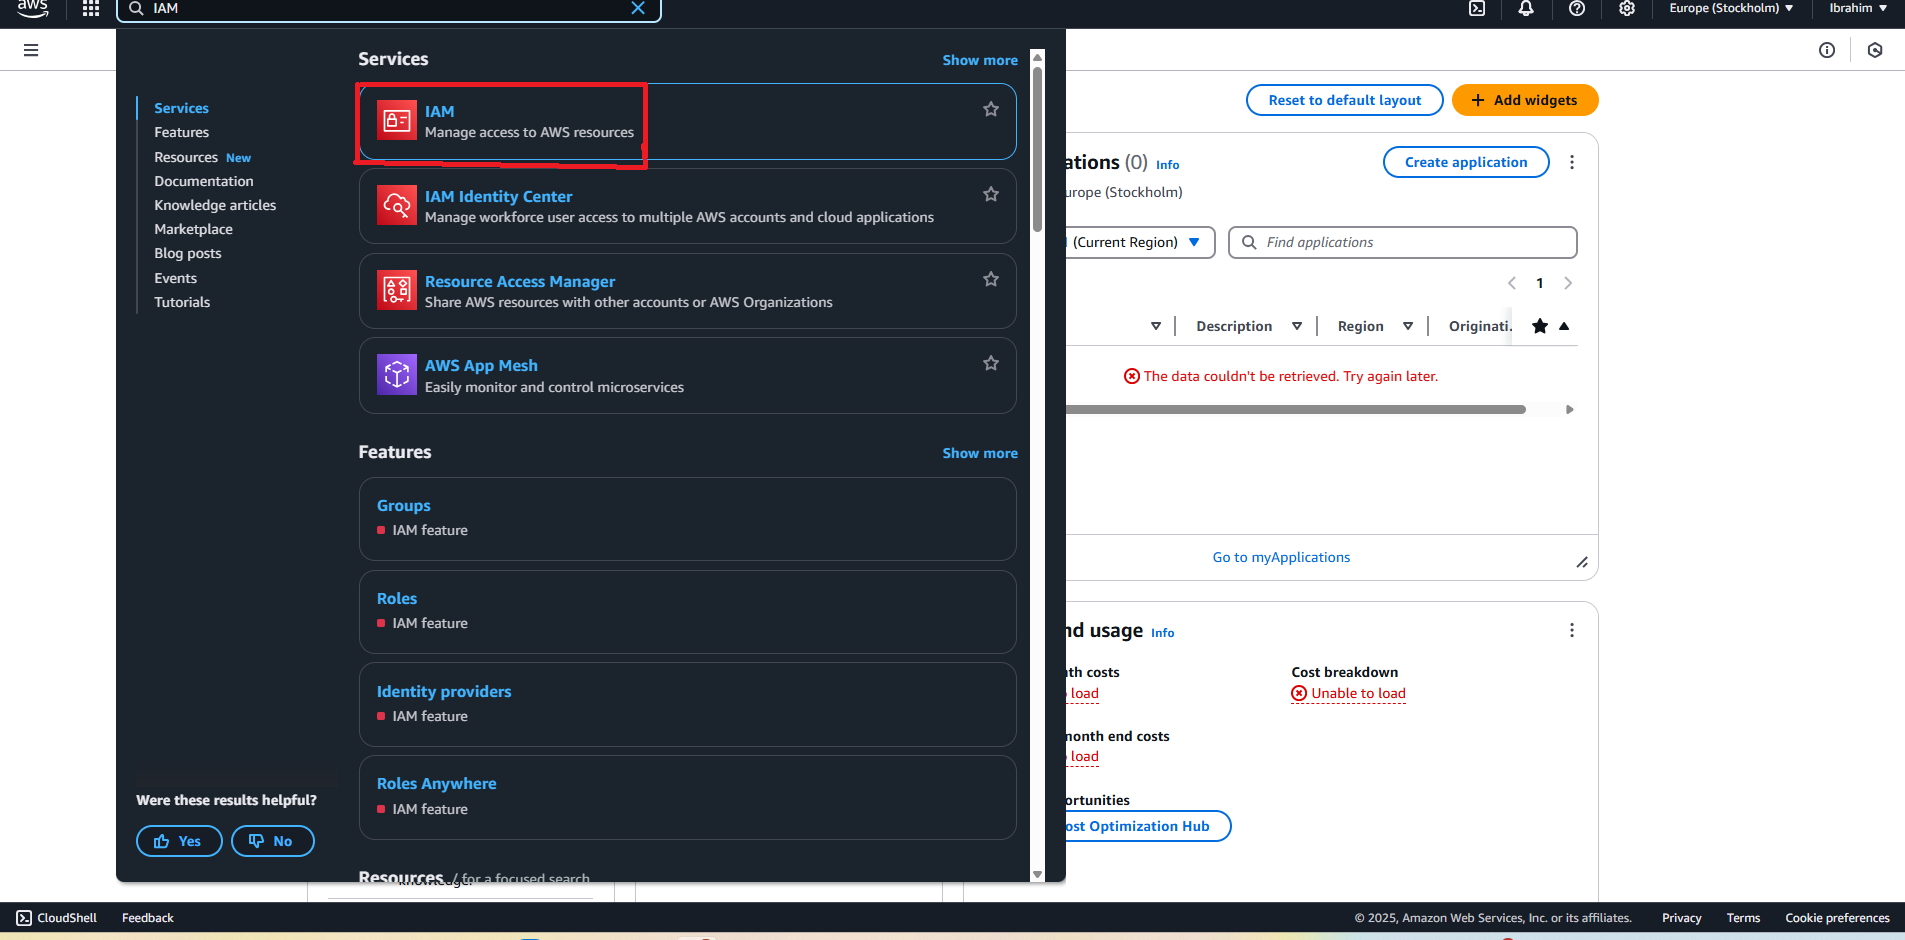 aws
IAM
Europe (Stockholm)
Ibrahim
Services
Features
Resources New
Documentation
Knowledge articles
Marketplace
Blog posts
Events
Tutorials
Were these results helpful?
Yes
No
Services
Show more
IAM
Manage access to AWS resources
IAM Identity Center
Manage workforce user access to multiple AWS accounts and cloud applications
Resource Access Manager
Share AWS resources with other accounts or AWS Organizations
AWS App Mesh
Easily monitor and control microservices
Features
Show more
Groups
IAM feature
Roles
IAM feature
Identity providers
IAM feature
Roles Anywhere
IAM feature
Resources / for a focused search
Reset to default layout
Add widgets
ations (0) Info
urope (Stockholm)
Create application
(Current Region)
Find applications
1
Description
Region
Originati.
The data couldn't be retrieved. Try again later.
Go to myApplications
nd usage Info
nth costs
load
Cost breakdown
Unable to load
month end costs
load
ortunities
ost Optimization Hub
CloudShell
Feedback
© 2025, Amazon Web Services, Inc. or its affiliates.
Privacy
Terms
Cookie preferences